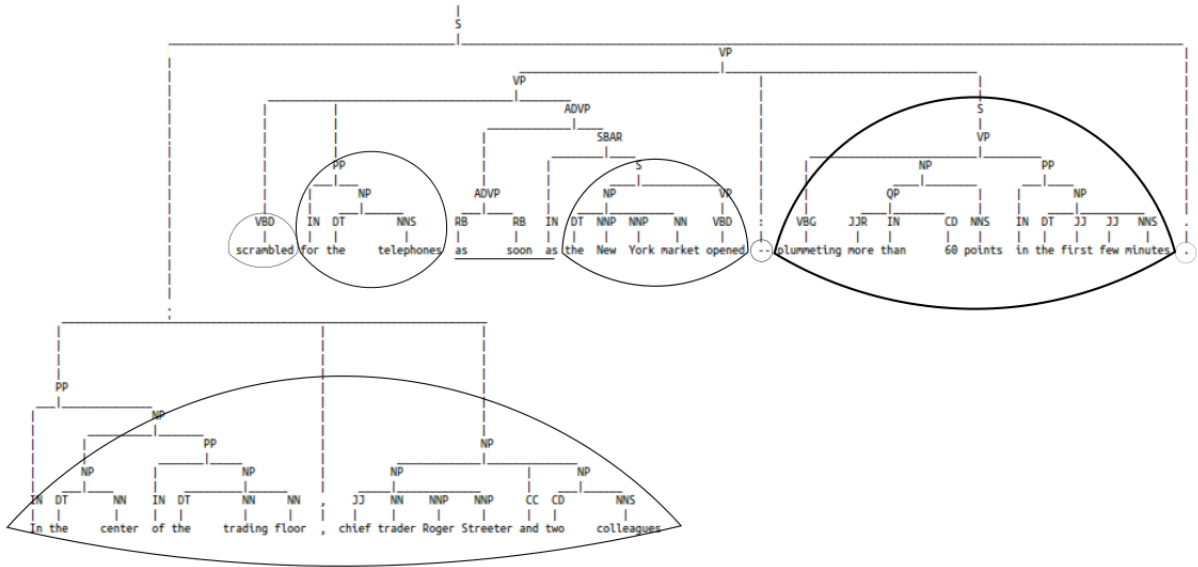 S
VP
VP
ADVP S
SBAR VP
PP S NP PP
NP ADVP NP VP QP NP
VBD IN DT NNS RB RB IN DT NNP NNP NN VBD : VBG JJR IN CD NNS IN DT JJ JJ NNS .
scrambled for the telephones as soon as the New York market opened -- plummeting more than 60 points in the first few minutes .
;
PP
NP
PP NP
NP NP NP NP
IN DT NN IN DT NN NN , JJ NN NNP NNP CC CD NNS
In the center of the trading floor , chief trader Roger Streeter and two colleagues